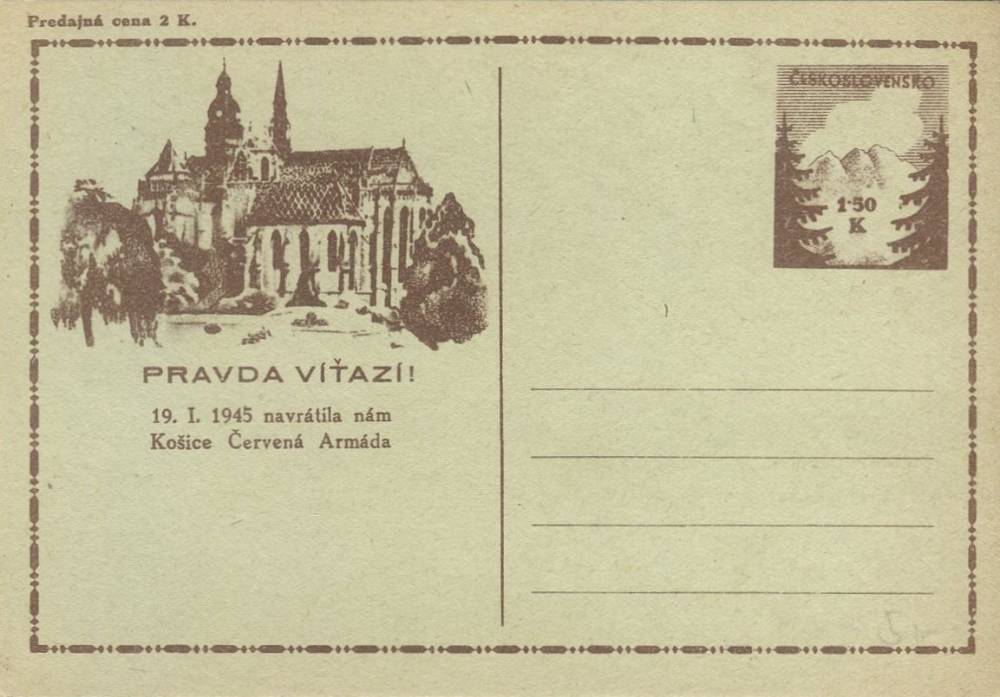 Predajná cena 2 K.
ČESKOSLOVENSKO
1·50
K
PRAVDA VÍŤAZÍ!
19. I. 1945 navrátila nám
Košice Červená Armáda